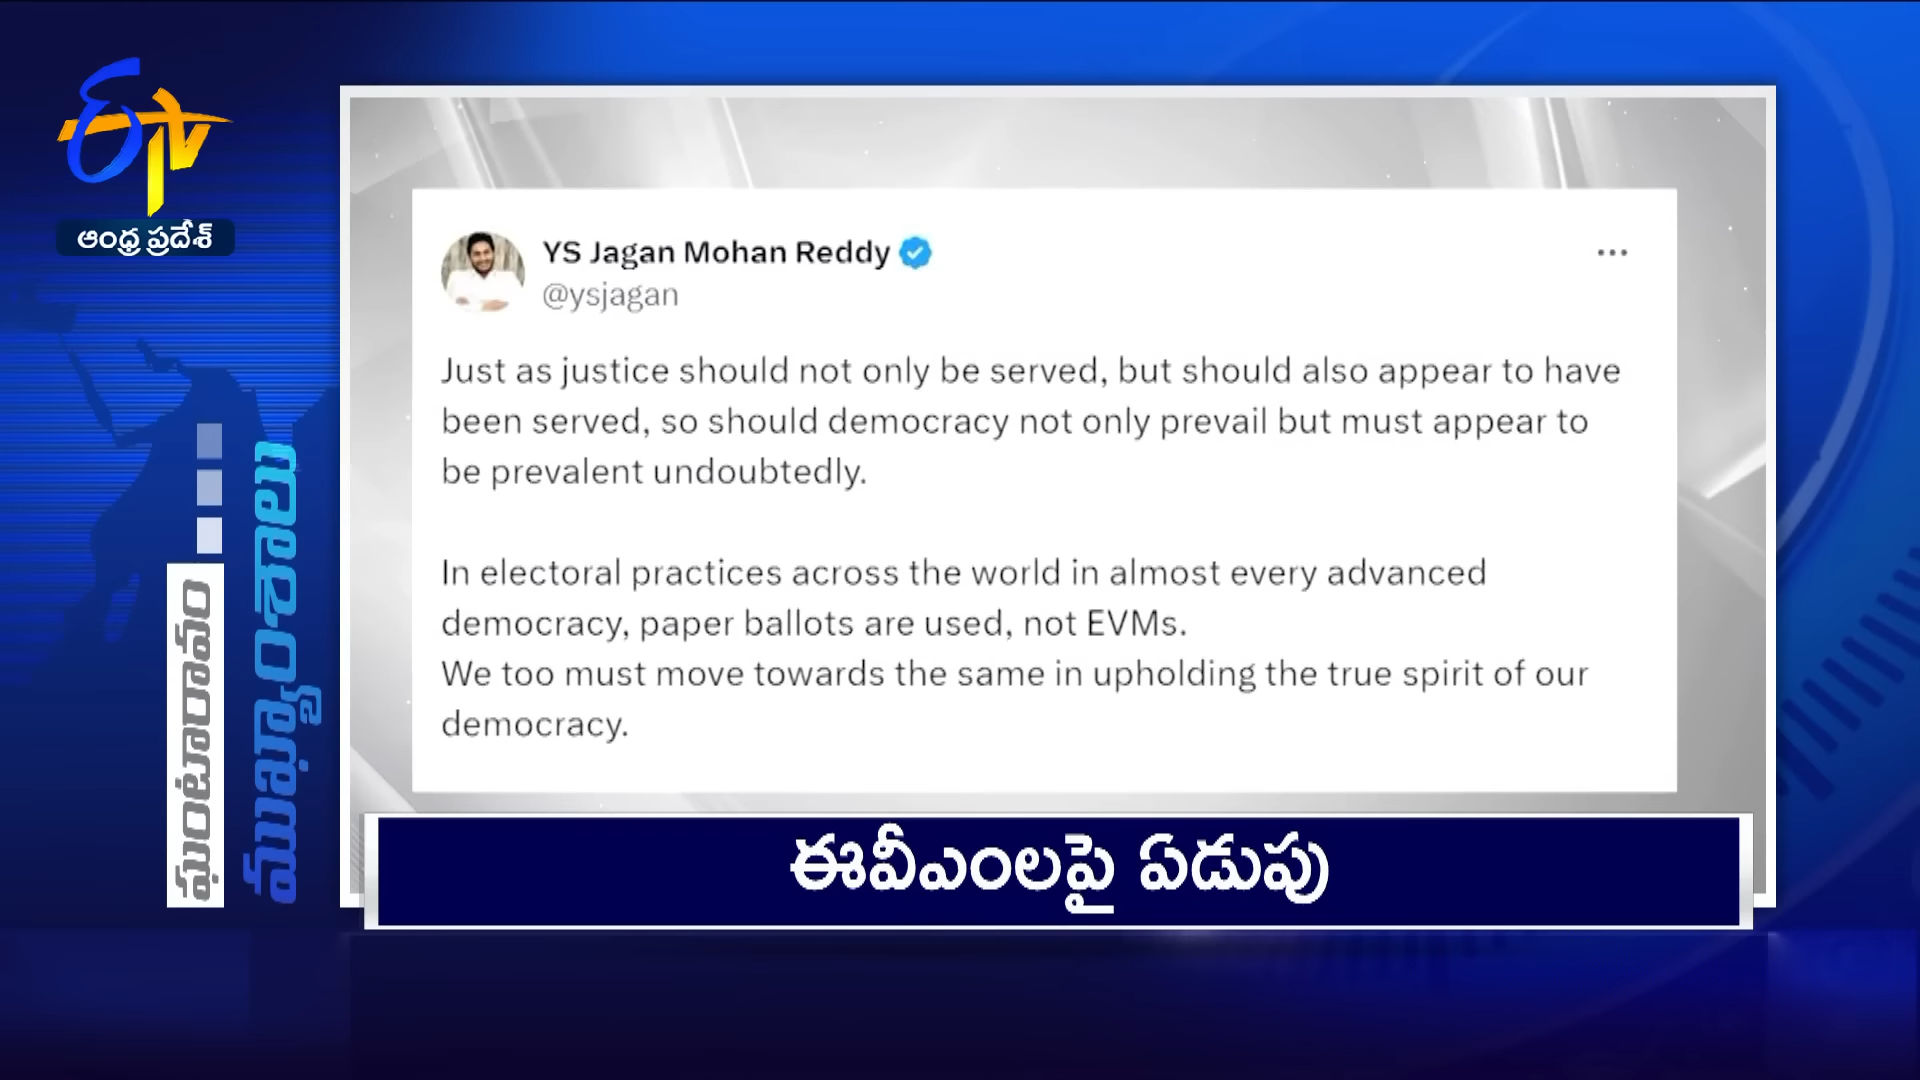 ఈTV
ఆంధ్ర ప్రదేశ్
ఘంటారావం...
ముఖ్యాంశాలు
YS Jagan Mohan Reddy
@ysjagan
Just as justice should not only be served, but should also appear to have
been served, so should democracy not only prevail but must appear to
be prevalent undoubtedly.
In electoral practices across the world in almost every advanced
democracy, paper ballots are used, not EVMs.
We too must move towards the same in upholding the true spirit of our
democracy.
ఈవీఎంలపై ఏడుపు